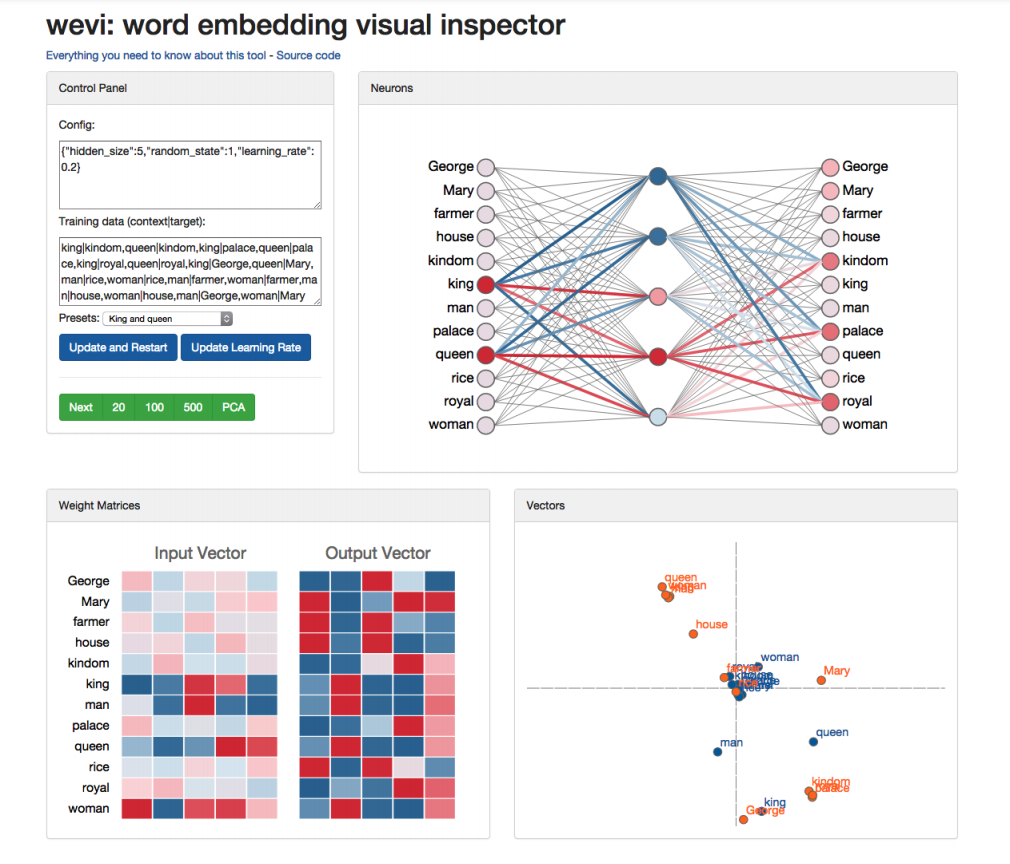 wevi: word embedding visual inspector
Everything you need to know about this tool - Source code
Control Panel
Config:
{"hidden_size":5,"random_state":1,"learning_rate":
0.2}
Training data (context|target):
king|kindom,queen|kindom,king|palace,queen|pala
ce,king|royal,queen|royal,king|George,queen|Mary,
man|rice,woman|rice,man|farmer,woman|farmer,ma
n|house,woman|house,man|George,woman|Mary
Presets: King and queen
Update and Restart Update Learning Rate
Next 20 100 500 PCA
Neurons
George George
Mary Mary
farmer farmer
house house
kindom kindom
king king
man man
palace palace
queen queen
rice rice
royal royal
woman woman
Weight Matrices
Input Vector Output Vector
George
Mary
farmer
house
kindom
king
man
palace
queen
rice
royal
woman
Vectors
queen
woman
house
woman
Mary
queen
man
kindom
palace
king
George